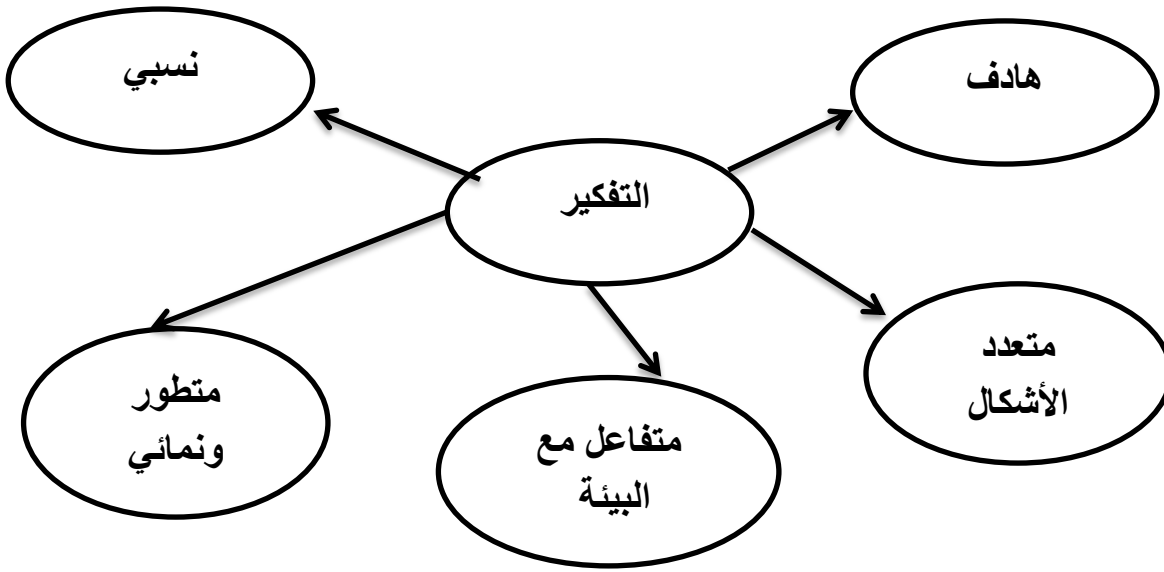 هادف
نسبي
التفكير
متعدد
الأشكال
متطور
ونمائي
متفاعل مع
البيئة